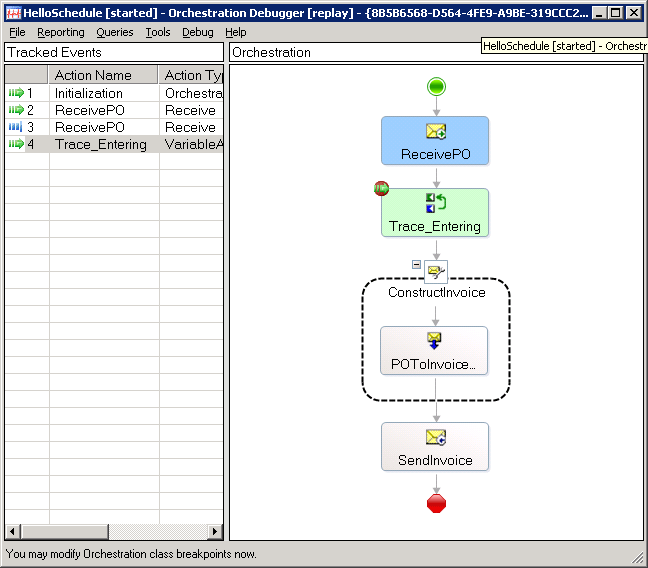 HelloSchedule [started] - Orchestration Debugger [replay] - {8B5B6568-D564-4FE9-A9BE-319CCC2...
File Reporting Queries Tools Debug Help
HelloSchedule [started] - Orchestr
Tracked Events
Orchestration
Action Name Action Typ
1 Initialization Orchestra
2 ReceivePO Receive
3 ReceivePO Receive
4 Trace_Entering VariableA
ReceivePO
Trace_Entering
ConstructInvoice
POToInvoice...
SendInvoice
You may modify Orchestration class breakpoints now.